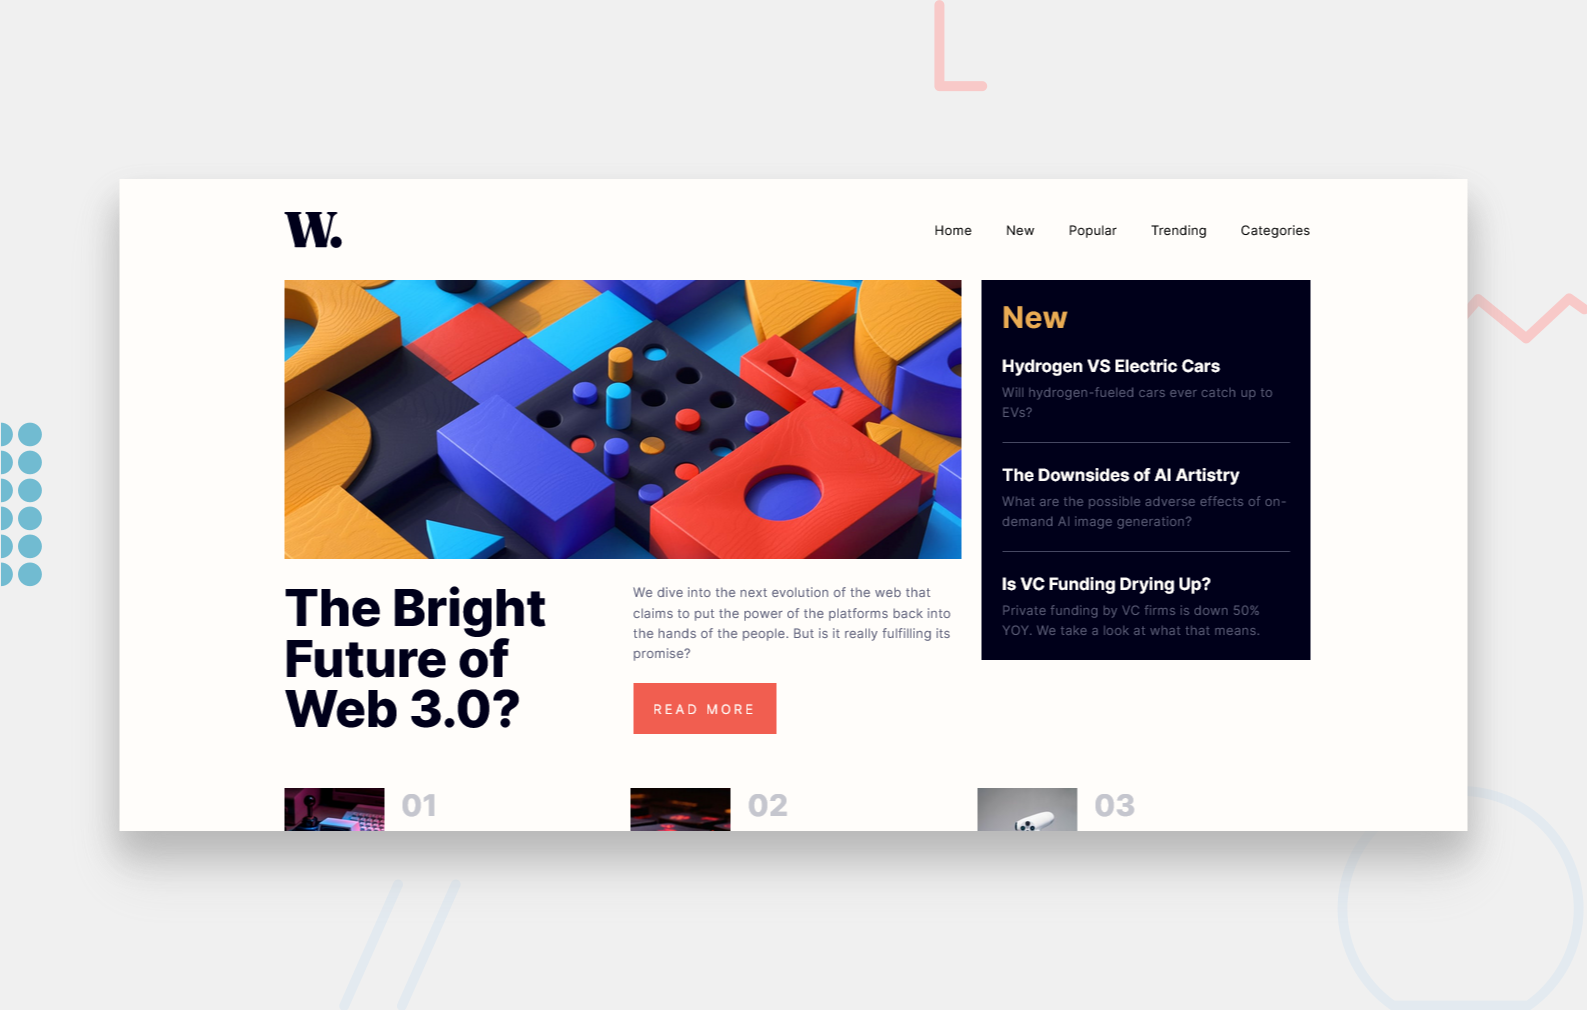 W.
Home New Popular Trending Categories
New
Hydrogen VS Electric Cars
Will hydrogen-fueled cars ever catch up to
EVs?
The Downsides of AI Artistry
What are the possible adverse effects of on-
demand AI image generation?
Is VC Funding Drying Up?
Private funding by VC firms is down 50%
YOY. We take a look at what that means.
The Bright
Future of
Web 3.0?
We dive into the next evolution of the web that
claims to put the power of the platforms back into
the hands of the people. But is it really fulfilling its
promise?
READ MORE
01
02
03